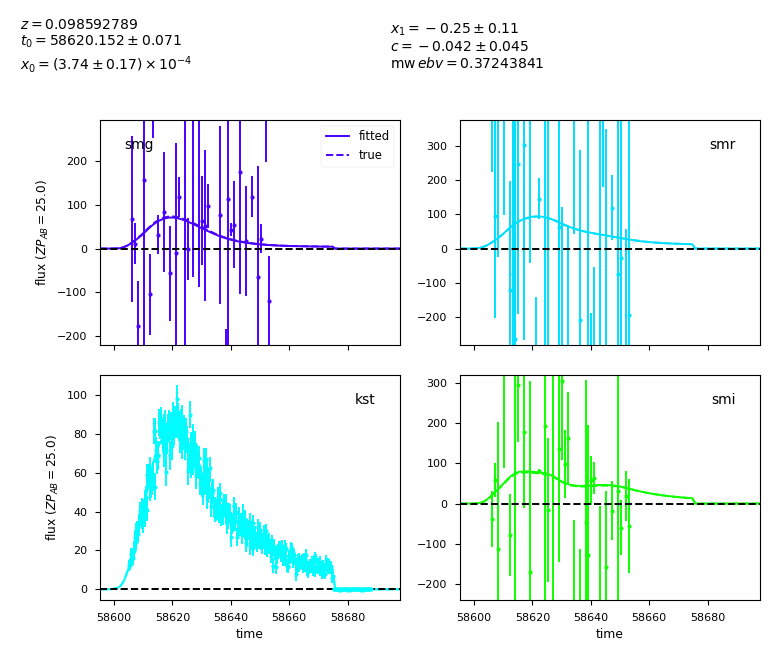 z = 0.098592789
t₀ = 58620.152 ± 0.071
x₀ = (3.74 ± 0.17) × 10⁻⁴
x₁ = −0.25 ± 0.11
c = −0.042 ± 0.045
mw ebv = 0.37243841
smg
fitted
true
200
100
0
−100
−200
flux (ZP_AB = 25.0)
smr
300
200
100
0
−100
−200
kst
100
80
60
40
20
0
flux (ZP_AB = 25.0)
58600 58620 58640 58660 58680
time
smi
300
200
100
0
−100
−200
58600 58620 58640 58660 58680
time